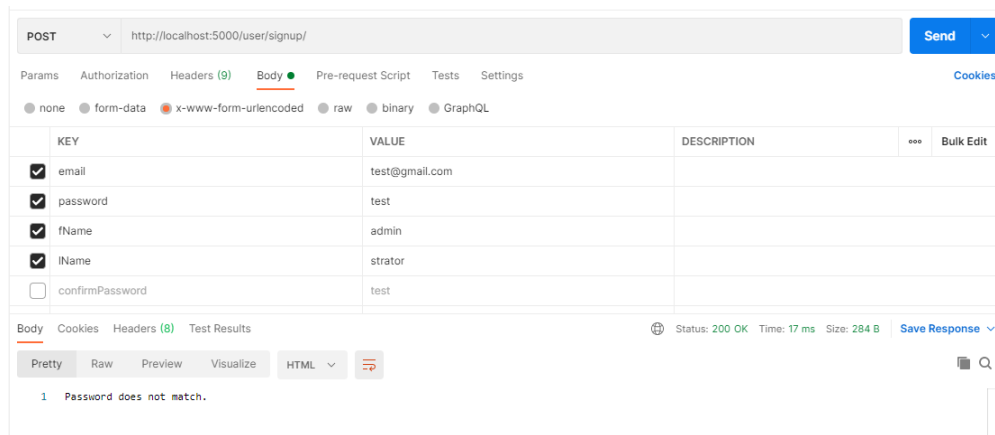 POST http://localhost:5000/user/signup/ Send
Params Authorization Headers (9) Body Pre-request Script Tests Settings Cookies
none form-data x-www-form-urlencoded raw binary GraphQL
KEY VALUE DESCRIPTION ooo Bulk Edit
email test@gmail.com
password test
fName admin
lName strator
confirmPassword test
Body Cookies Headers (8) Test Results Status: 200 OK Time: 17 ms Size: 284 B Save Response
Pretty Raw Preview Visualize HTML
1 Password does not match.